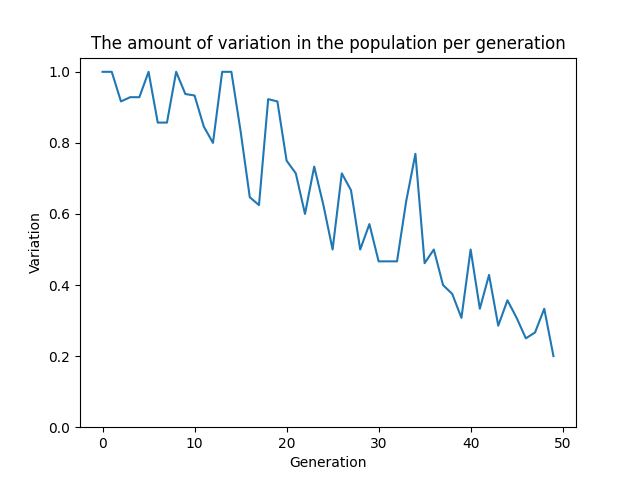 The amount of variation in the population per generation
1.0
0.8
0.6
0.4
0.2
0.0
Variation
0 10 20 30 40 50
Generation